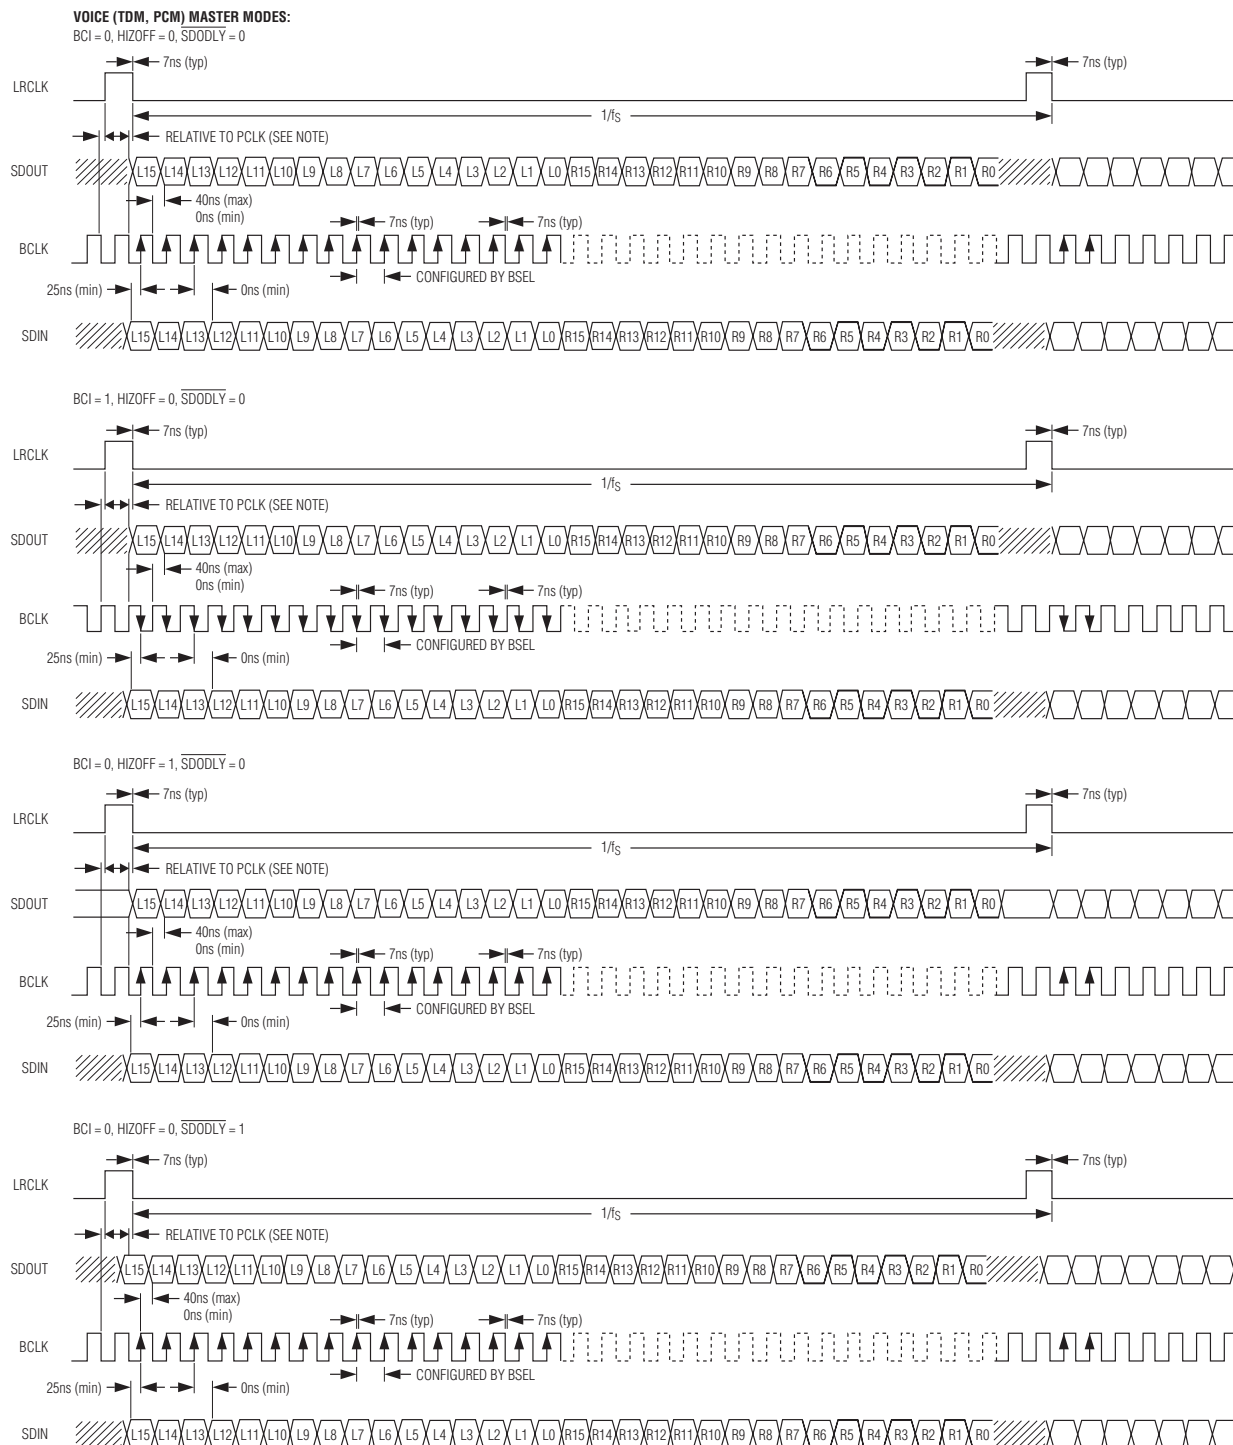 VOICE (TDM, PCM) MASTER MODES:
BCI = 0, HIZOFF = 0, SDODLY = 0
7ns (typ) 7ns (typ)
LRCLK
1/fS
RELATIVE TO PCLK (SEE NOTE)
SDOUT L15 L14 L13 L12 L11 L10 L9 L8 L7 L6 L5 L4 L3 L2 L1 L0 R15 R14 R13 R12 R11 R10 R9 R8 R7 R6 R5 R4 R3 R2 R1 R0
40ns (max)
0ns (min) 7ns (typ) 7ns (typ)
BCLK
CONFIGURED BY BSEL
25ns (min) 0ns (min)
SDIN L15 L14 L13 L12 L11 L10 L9 L8 L7 L6 L5 L4 L3 L2 L1 L0 R15 R14 R13 R12 R11 R10 R9 R8 R7 R6 R5 R4 R3 R2 R1 R0
BCI = 1, HIZOFF = 0, SDODLY = 0
7ns (typ) 7ns (typ)
LRCLK
1/fS
RELATIVE TO PCLK (SEE NOTE)
SDOUT L15 L14 L13 L12 L11 L10 L9 L8 L7 L6 L5 L4 L3 L2 L1 L0 R15 R14 R13 R12 R11 R10 R9 R8 R7 R6 R5 R4 R3 R2 R1 R0
40ns (max)
0ns (min) 7ns (typ) 7ns (typ)
BCLK
CONFIGURED BY BSEL
25ns (min) 0ns (min)
SDIN L15 L14 L13 L12 L11 L10 L9 L8 L7 L6 L5 L4 L3 L2 L1 L0 R15 R14 R13 R12 R11 R10 R9 R8 R7 R6 R5 R4 R3 R2 R1 R0
BCI = 0, HIZOFF = 1, SDODLY = 0
7ns (typ) 7ns (typ)
LRCLK
1/fS
RELATIVE TO PCLK (SEE NOTE)
SDOUT L15 L14 L13 L12 L11 L10 L9 L8 L7 L6 L5 L4 L3 L2 L1 L0 R15 R14 R13 R12 R11 R10 R9 R8 R7 R6 R5 R4 R3 R2 R1 R0
40ns (max)
0ns (min) 7ns (typ) 7ns (typ)
BCLK
CONFIGURED BY BSEL
25ns (min) 0ns (min)
SDIN L15 L14 L13 L12 L11 L10 L9 L8 L7 L6 L5 L4 L3 L2 L1 L0 R15 R14 R13 R12 R11 R10 R9 R8 R7 R6 R5 R4 R3 R2 R1 R0
BCI = 0, HIZOFF = 0, SDODLY = 1
7ns (typ) 7ns (typ)
LRCLK
1/fS
RELATIVE TO PCLK (SEE NOTE)
SDOUT L15 L14 L13 L12 L11 L10 L9 L8 L7 L6 L5 L4 L3 L2 L1 L0 R15 R14 R13 R12 R11 R10 R9 R8 R7 R6 R5 R4 R3 R2 R1 R0
40ns (max)
0ns (min) 7ns (typ) 7ns (typ)
BCLK
CONFIGURED BY BSEL
25ns (min) 0ns (min)
SDIN L15 L14 L13 L12 L11 L10 L9 L8 L7 L6 L5 L4 L3 L2 L1 L0 R15 R14 R13 R12 R11 R10 R9 R8 R7 R6 R5 R4 R3 R2 R1 R0